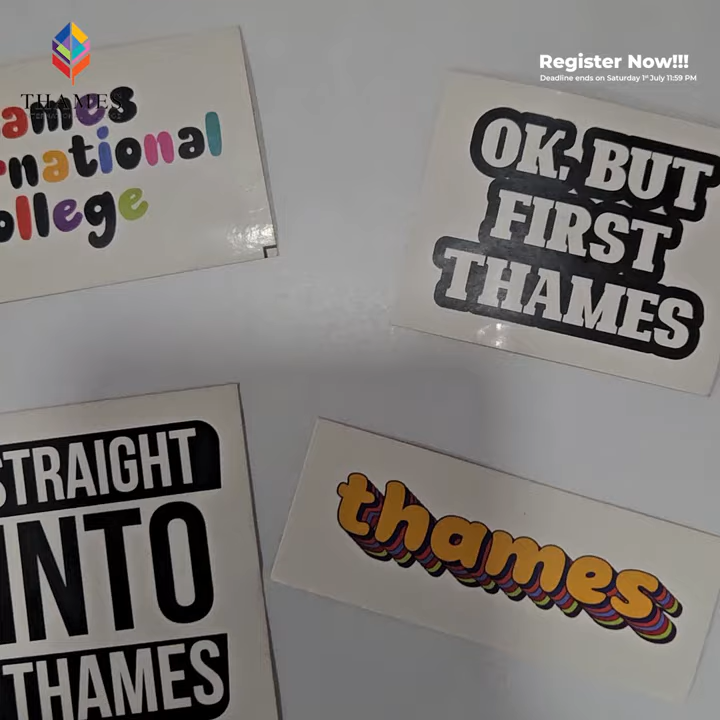 THAMES
Register Now!!!
Deadline ends on Saturday 1st July 11:59 PM
ames
rnational
ollege
OK, BUT
FIRST
THAMES
STRAIGHT
INTO
THAMES
thames